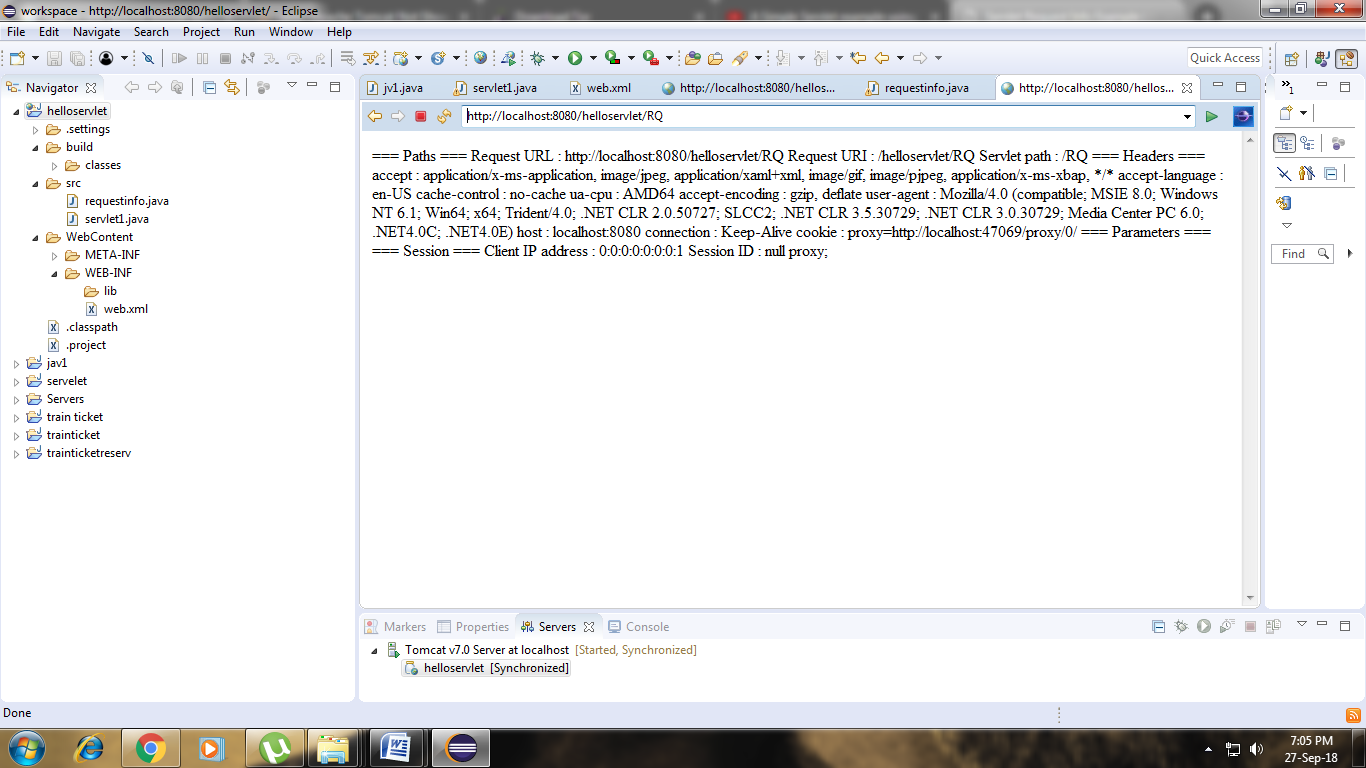 workspace - http://localhost:8080/helloservlet/ - Eclipse
File Edit Navigate Search Project Run Window Help
Quick Access
Navigator
helloservlet
.settings
build
classes
src
requestinfo.java
servlet1.java
WebContent
META-INF
WEB-INF
lib
web.xml
.classpath
.project
jav1
servelet
Servers
train ticket
trainticket
trainticketreserv
jv1.java servlet1.java web.xml http://localhost:8080/hellos... requestinfo.java http://localhost:8080/hellos...
http://localhost:8080/helloservlet/RQ
=== Paths === Request URL : http://localhost:8080/helloservlet/RQ Request URI : /helloservlet/RQ Servlet path : /RQ === Headers ===
accept : application/x-ms-application, image/jpeg, application/xaml+xml, image/gif, image/pjpeg, application/x-ms-xbap, */* accept-language :
en-US cache-control : no-cache ua-cpu : AMD64 accept-encoding : gzip, deflate user-agent : Mozilla/4.0 (compatible; MSIE 8.0; Windows
NT 6.1; Win64; x64; Trident/4.0; .NET CLR 2.0.50727; SLCC2; .NET CLR 3.5.30729; .NET CLR 3.0.30729; Media Center PC 6.0;
.NET4.0C; .NET4.0E) host : localhost:8080 connection : Keep-Alive cookie : proxy=http://localhost:47069/proxy/0/ === Parameters ===
=== Session === Client IP address : 0:0:0:0:0:0:0:1 Session ID : null proxy;
1
Find
Markers Properties Servers Console
Tomcat v7.0 Server at localhost [Started, Synchronized]
helloservlet [Synchronized]
Done
7:05 PM
27-Sep-18